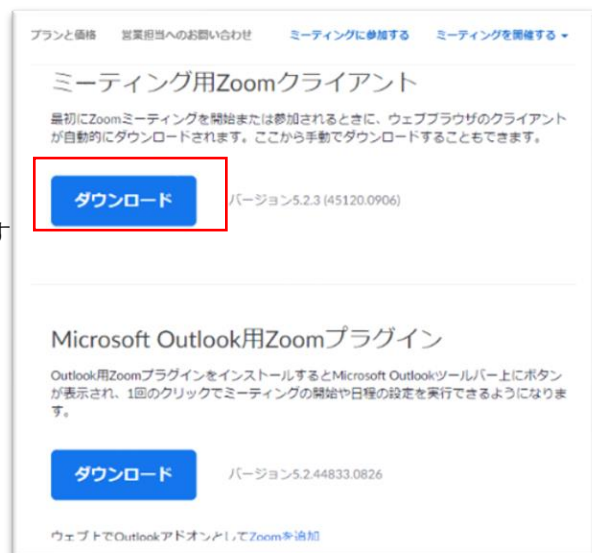 プランと価格 営業担当へのお問い合わせ ミーティングに参加する ミーティングを開催する
ミーティング用Zoomクライアント
最初にZoomミーティングを開始または参加されるときに、ウェブブラウザのクライアント
が自動的にダウンロードされます。ここから手動でダウンロードすることもできます。
ダウンロード バージョン5.2.3 (45120.0906)
す
Microsoft Outlook用Zoomプラグイン
Outlook用ZoomプラグインをインストールするとMicrosoft Outlookツールバー上にボタン
が表示され、1回のクリックでミーティングの開始や日程の設定を実行できるようになりま
す。
ダウンロード バージョン5.2.44833.0826
ウェブ上でOutlookアドオンとしてZoomを追加